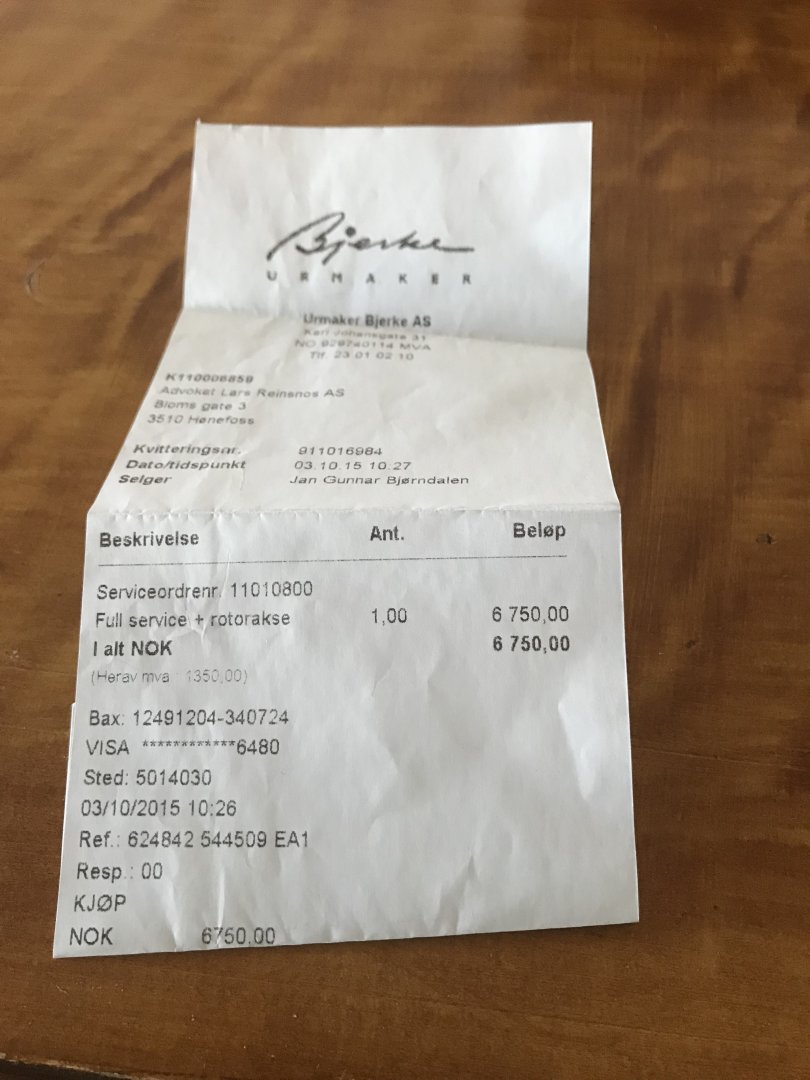 Bjerke
URMAKER
Urmaker Bjerke AS
Karl Johansgate 31
NO 929740114 MVA
Tlf. 23 01 02 10
K110006859
Advokat Lars Reinsnos AS
Bloms gate 3
3510 Hønefoss
Kvitteringsnr. 911016984
Dato/tidspunkt 03.10.15 10.27
Selger Jan Gunnar Bjørndalen
Beskrivelse Ant. Beløp
Serviceordrenr. 11010800
Full service + rotorakse 1,00 6 750,00
I alt NOK 6 750,00
(Herav mva : 1350,00)
Bax: 12491204-340724
VISA ************6480
Sted: 5014030
03/10/2015 10:26
Ref.: 624842 544509 EA1
Resp.: 00
KJØP
NOK 6750.00